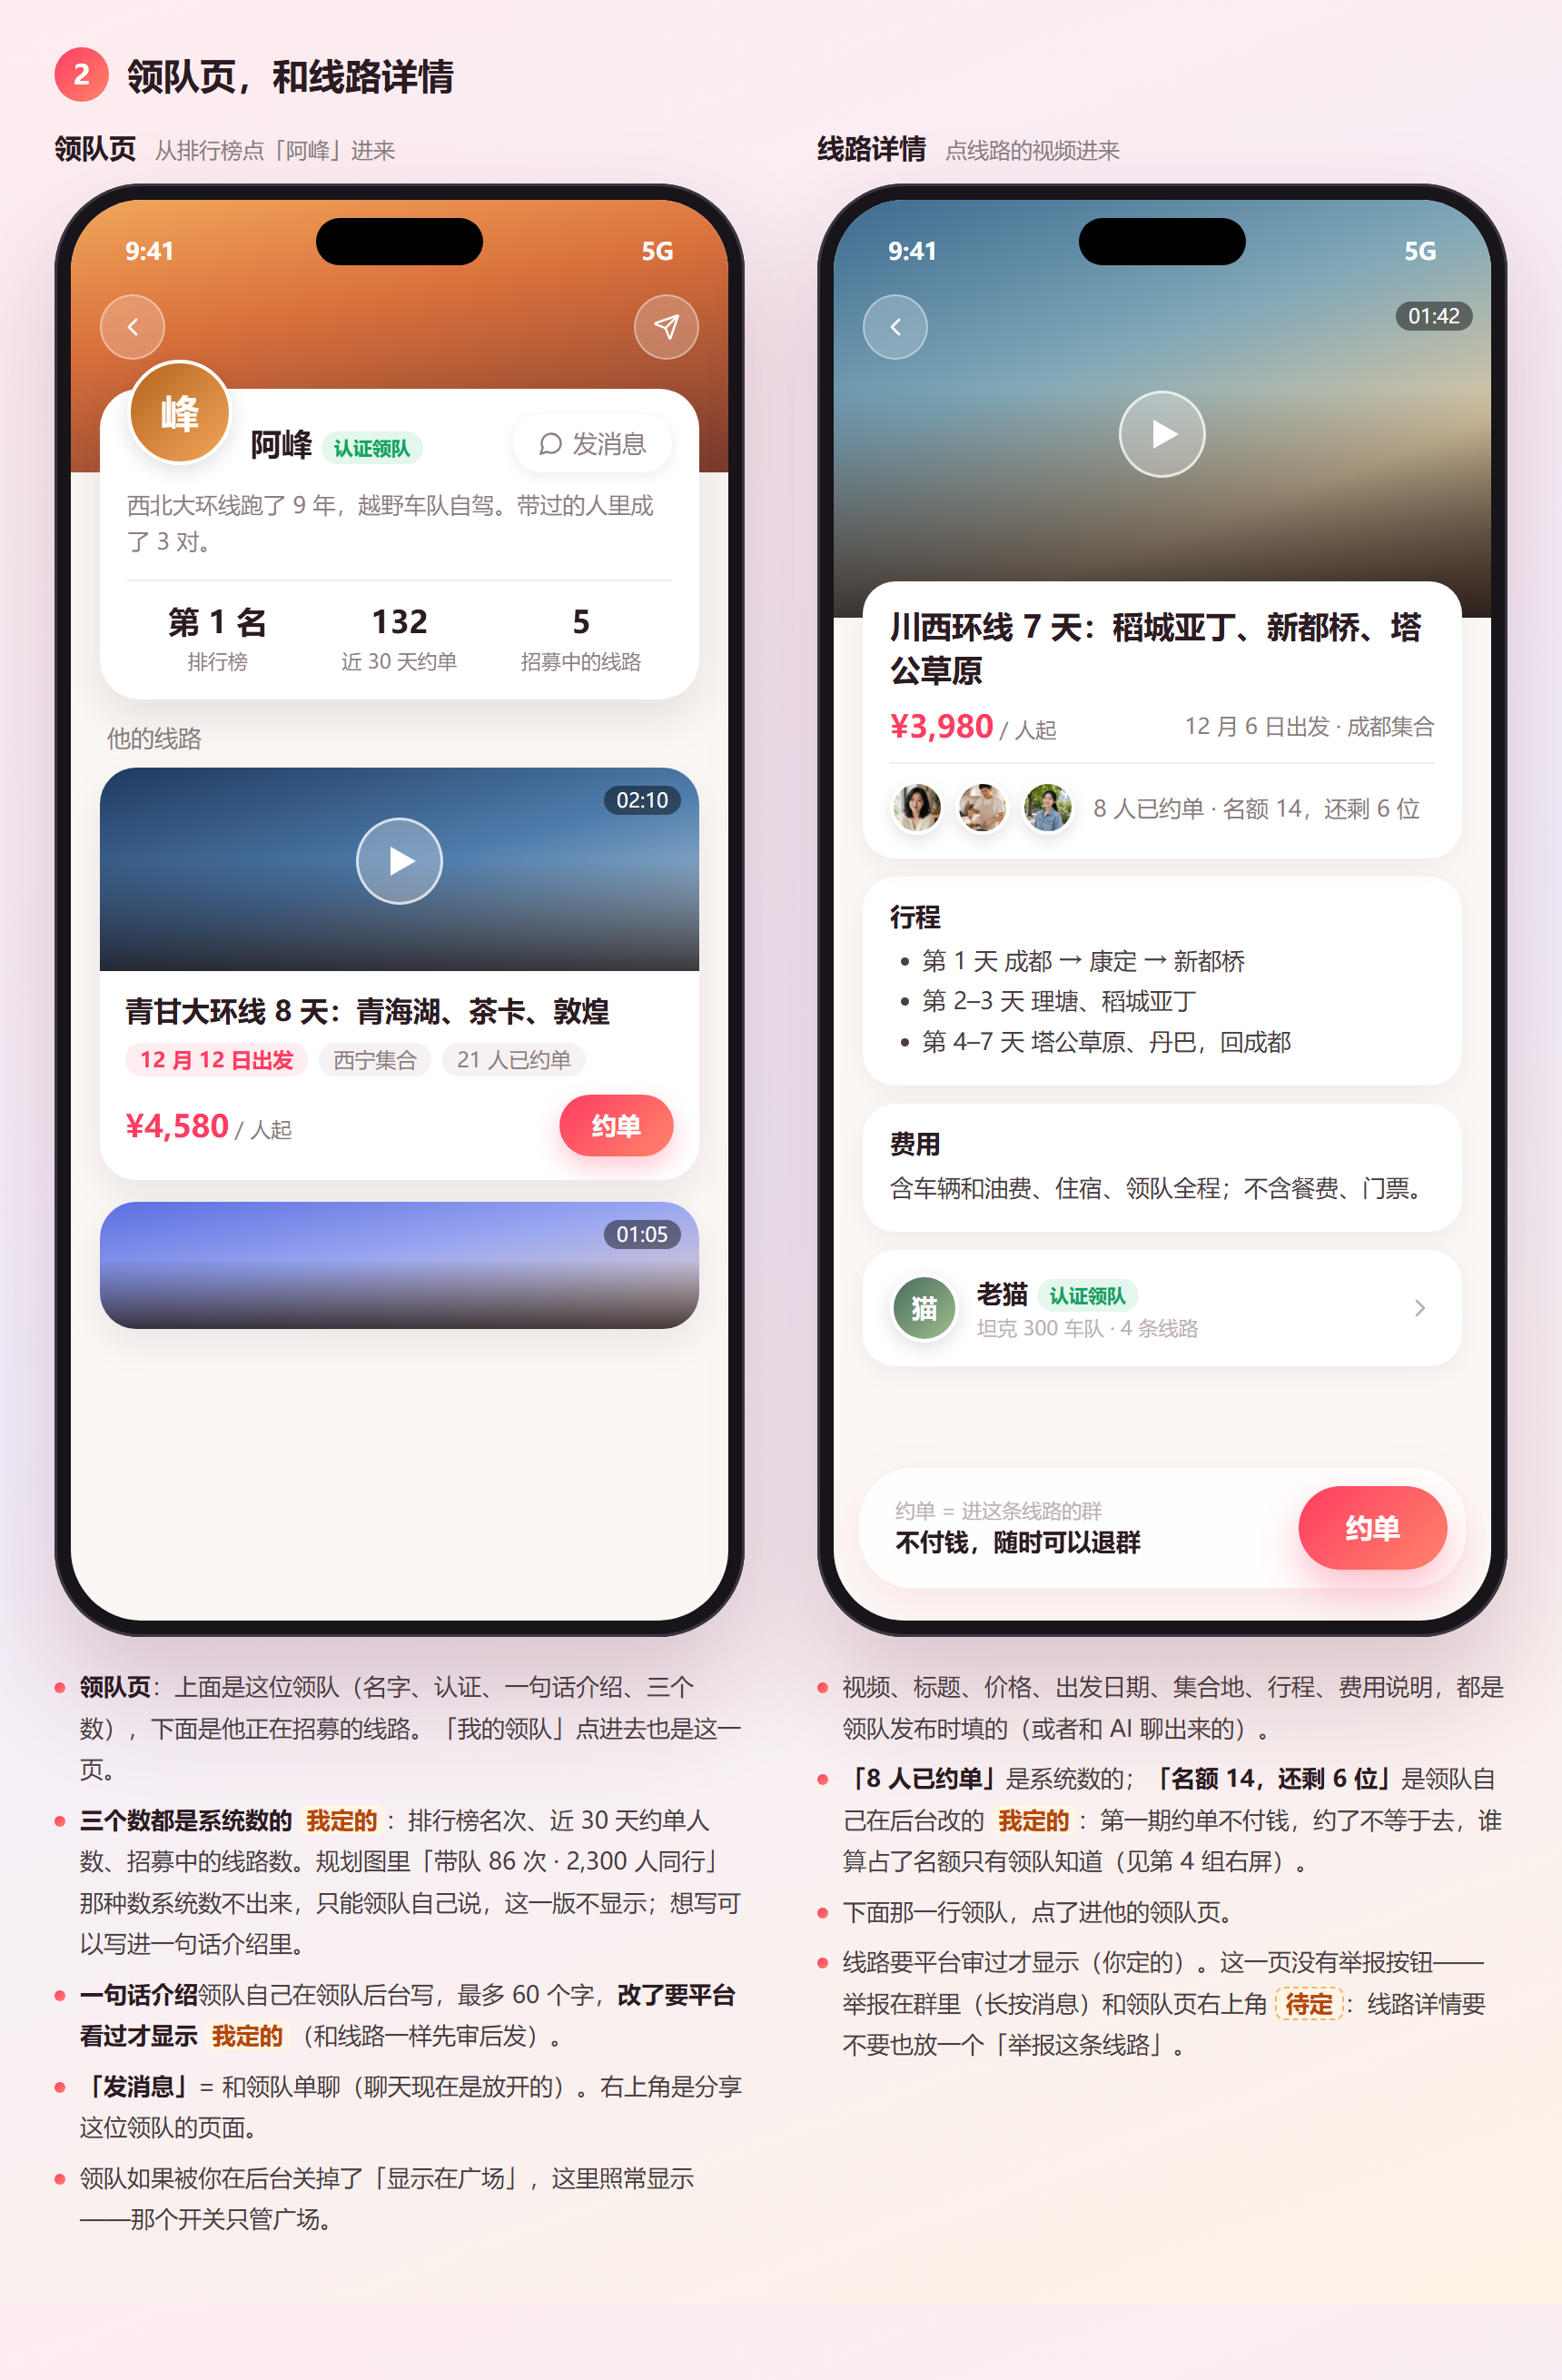 2 领队页，和线路详情
领队页 从排行榜点「阿峰」进来
9:41
5G
峰
阿峰 认证领队
发消息
西北大环线跑了 9 年，越野车队自驾。带过的人里成
了 3 对。
第 1 名
132
5
排行榜
近 30 天约单
招募中的线路
他的线路
02:10
青甘大环线 8 天：青海湖、茶卡、敦煌
12 月 12 日出发 西宁集合 21 人已约单
¥4,580 / 人起
约单
01:05
领队页：上面是这位领队（名字、认证、一句话介绍、三个
数），下面是他正在招募的线路。「我的领队」点进去也是这一
页。
三个数都是系统数的 我定的 ：排行榜名次、近 30 天约单人
数、招募中的线路数。规划图里「带队 86 次 · 2,300 人同行」
那种数系统数不出来，只能领队自己说，这一版不显示；想写可
以写进一句话介绍里。
一句话介绍领队自己在领队后台写，最多 60 个字，改了要平台
看过才显示 我定的 （和线路一样先审后发）。
「发消息」= 和领队单聊（聊天现在是放开的）。右上角是分享
这位领队的页面。
领队如果被你在后台关掉了「显示在广场」，这里照常显示
——那个开关只管广场。
线路详情 点线路的视频进来
9:41
5G
01:42
川西环线 7 天：稻城亚丁、新都桥、塔
公草原
¥3,980 / 人起
12 月 6 日出发 · 成都集合
8 人已约单 · 名额 14，还剩 6 位
行程
第 1 天 成都 → 康定 → 新都桥
第 2–3 天 理塘、稻城亚丁
第 4–7 天 塔公草原、丹巴，回成都
费用
含车辆和油费、住宿、领队全程；不含餐费、门票。
猫
老猫 认证领队
坦克 300 车队 · 4 条线路
约单 = 进这条线路的群
不付钱，随时可以退群
约单
视频、标题、价格、出发日期、集合地、行程、费用说明，都是
领队发布时填的（或者和 AI 聊出来的）。
「8 人已约单」是系统数的；「名额 14，还剩 6 位」是领队自
己在后台改的 我定的 ：第一期约单不付钱，约了不等于去，谁
算占了名额只有领队知道（见第 4 组右屏）。
下面那一行领队，点了进他的领队页。
线路要平台审过才显示（你定的）。这一页没有举报按钮——
举报在群里（长按消息）和领队页右上角 待定 ：线路详情要
不要也放一个「举报这条线路」。